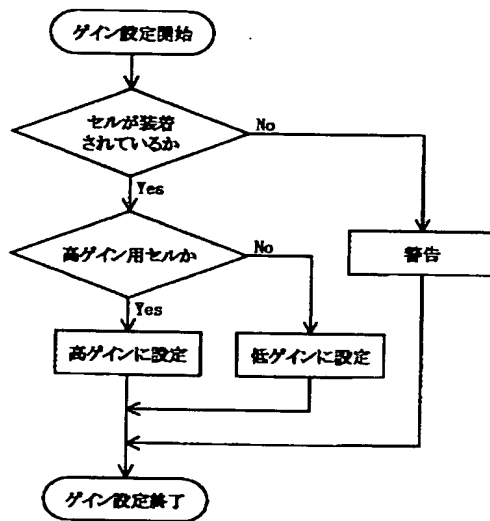 ゲイン設定開始
セルが装着
されているか
No
Yes
高ゲイン用セルか
No
警告
Yes
高ゲインに設定
低ゲインに設定
ゲイン設定終了